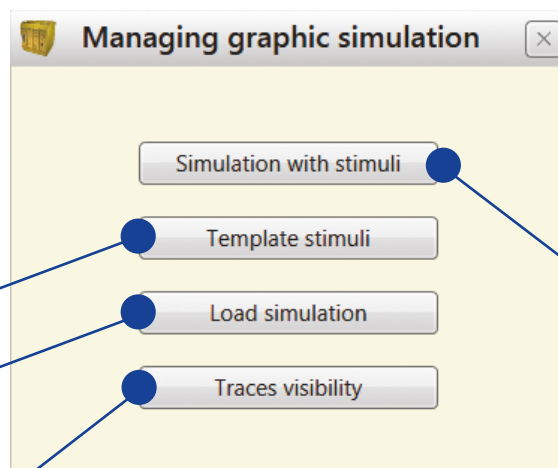 Managing graphic simulation
Simulation with stimuli
Template stimuli
Load simulation
Traces visibility